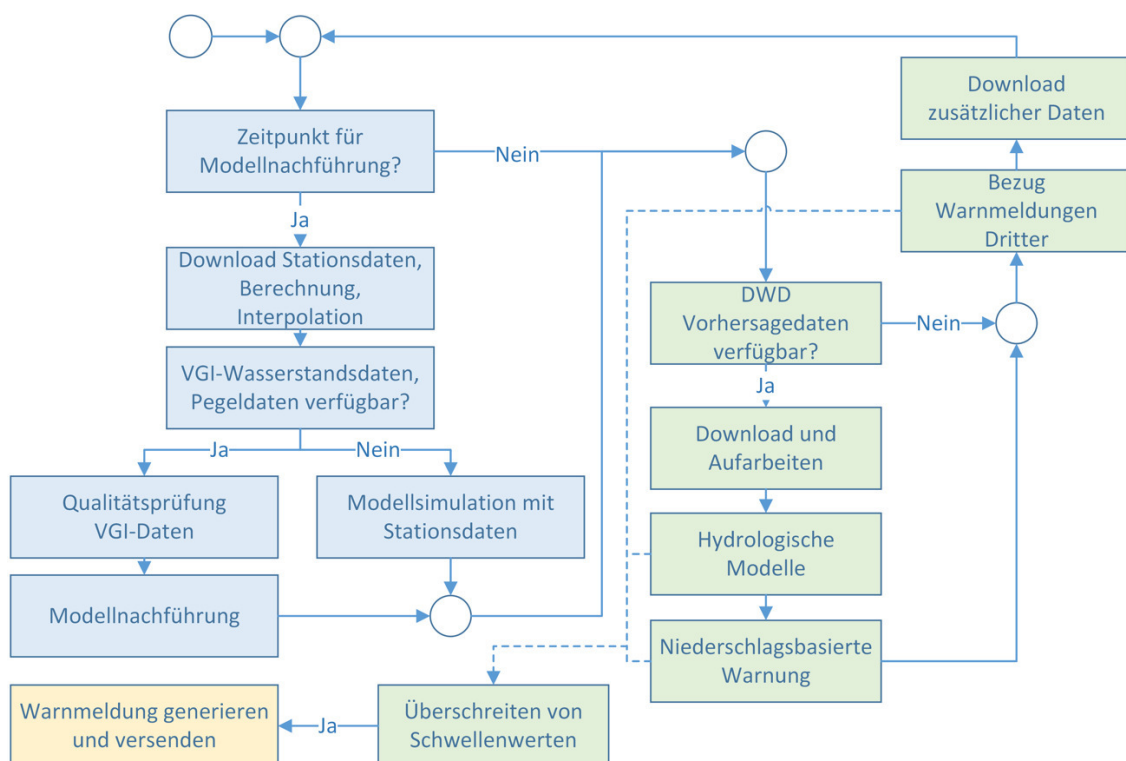 Download
zusätzlicher Daten
Zeitpunkt für
Modellnachführung?
Nein
Bezug
Warnmeldungen
Dritter
Ja
Download Stationsdaten,
Berechnung,
Interpolation
DWD
Vorhersagedaten
verfügbar?
Nein
VGI-Wasserstandsdaten,
Pegeldaten verfügbar?
Ja
Ja
Nein
Download und
Aufarbeiten
Qualitätsprüfung
VGI-Daten
Modellsimulation mit
Stationsdaten
Hydrologische
Modelle
Modellnachführung
Niederschlagsbasierte
Warnung
Warnmeldung generieren
und versenden
Ja
Überschreiten von
Schwellenwerten